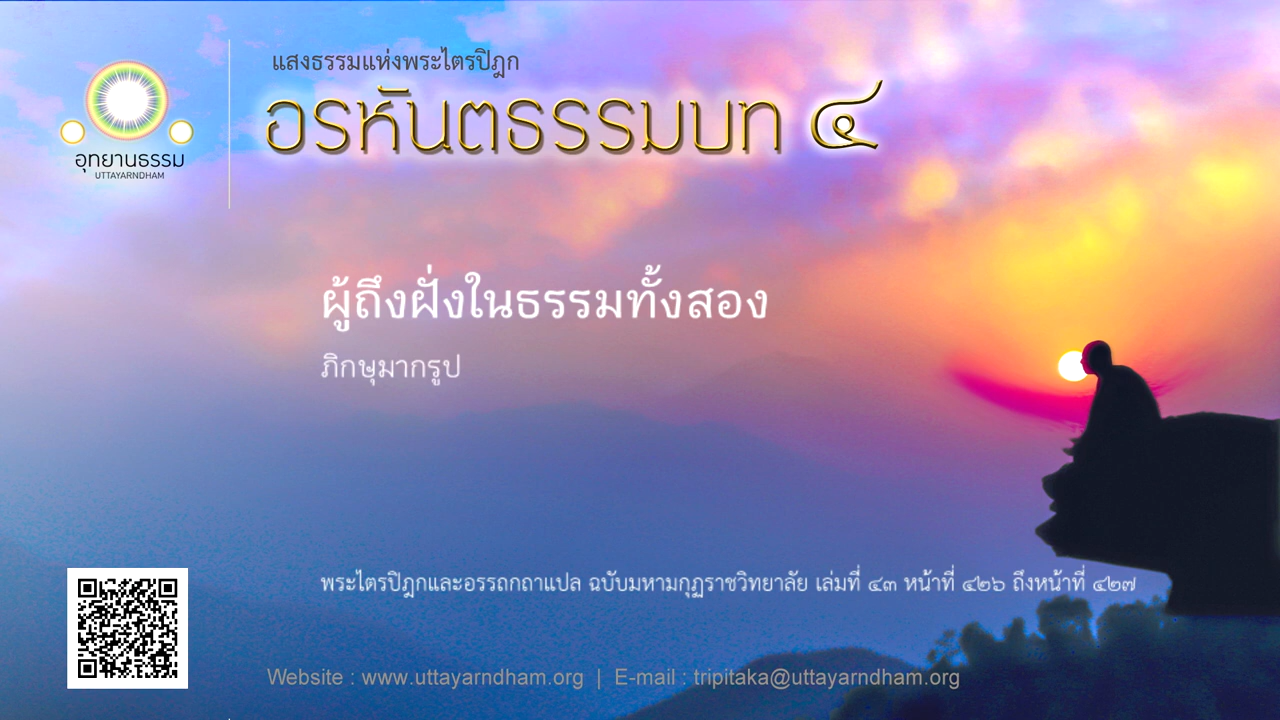 แสงธรรมแห่งพระไตรปิฎก
อรหันตธรรมบท ๔
อุทยานธรรม
UTTAYARNDHAM
ผู้ถึงฝั่งในธรรมทั้งสอง
ภิกษุมากรูป
พระไตรปิฎกและอรรถกถาแปล ฉบับมหามกุฏราชวิทยาลัย เล่มที่ ๔๓ หน้าที่ ๔๒๖ ถึงหน้าที่ ๔๒๗
Website : www.uttayarndham.org | E-mail : tripitaka@uttayarndham.org